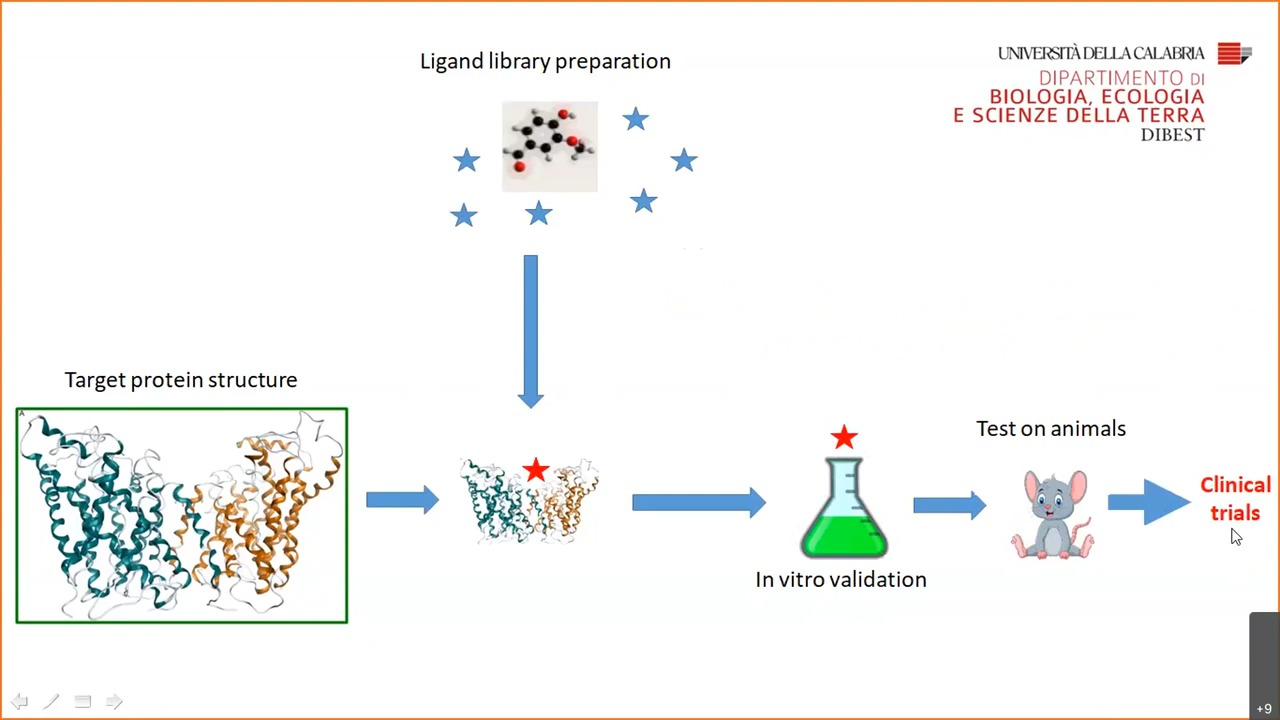 Ligand library preparation
UNIVERSITÀ DELLA CALABRIA
DIPARTIMENTO DI
BIOLOGIA, ECOLOGIA
E SCIENZE DELLA TERRA
DIBEST
Target protein structure
A
Test on animals
Clinical
trials
In vitro validation
+9